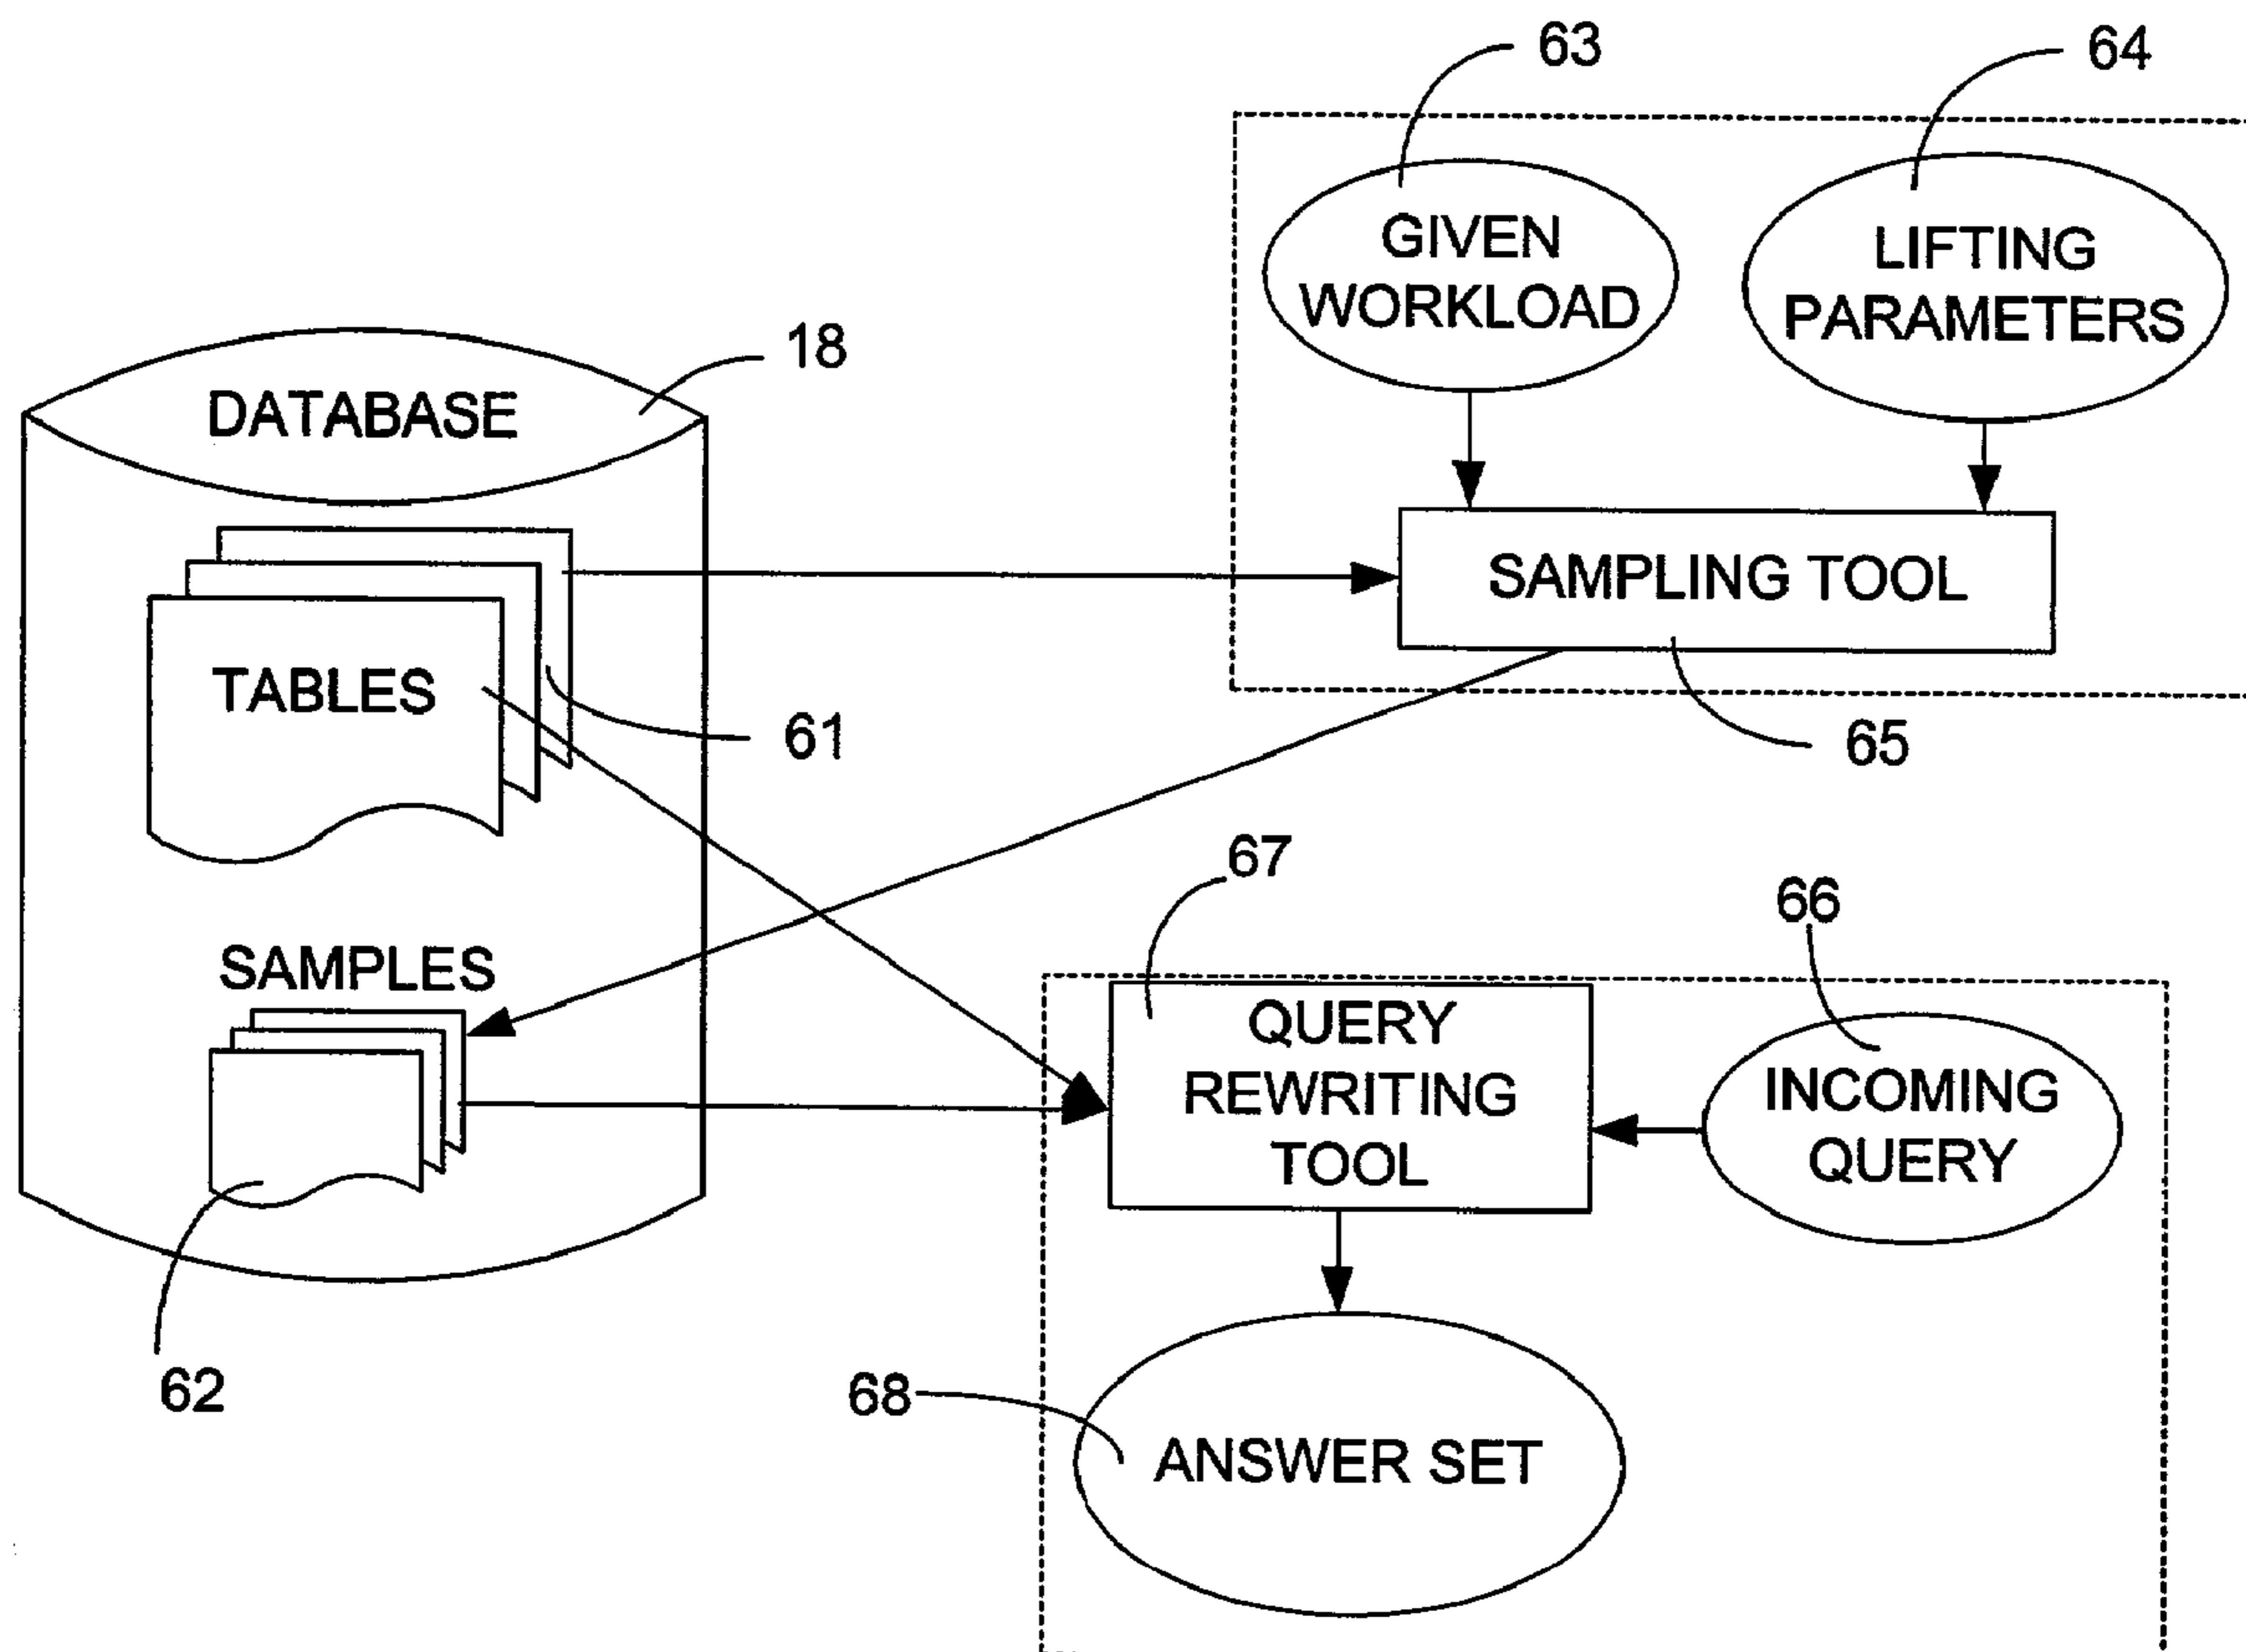 63
64
GIVEN
WORKLOAD
LIFTING
PARAMETERS
18
DATABASE
SAMPLING TOOL
TABLES
61
65
67
66
SAMPLES
QUERY
REWRITING
TOOL
INCOMING
QUERY
62
68
ANSWER SET